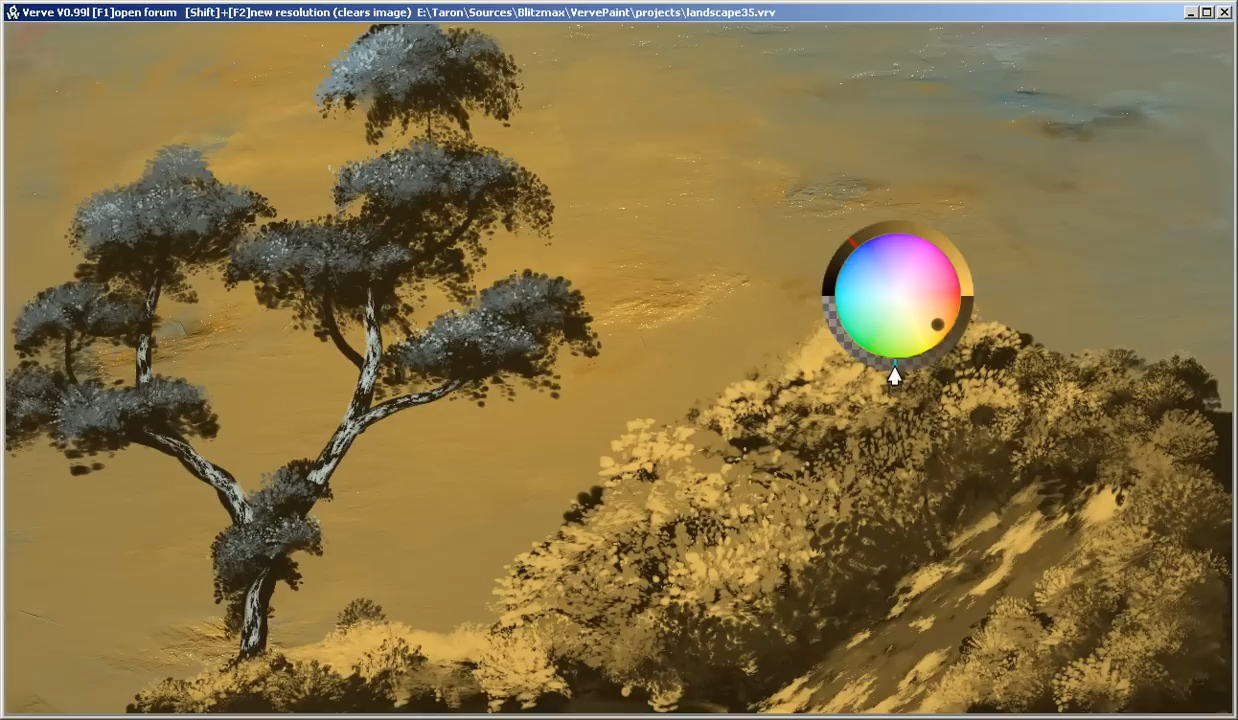 Verve V0.99l [F1]open forum [Shift]+[F2]new resolution (clears image) E:\Taron\Sources\Blitzmax\VervePaint\projects\landscape35.vrv